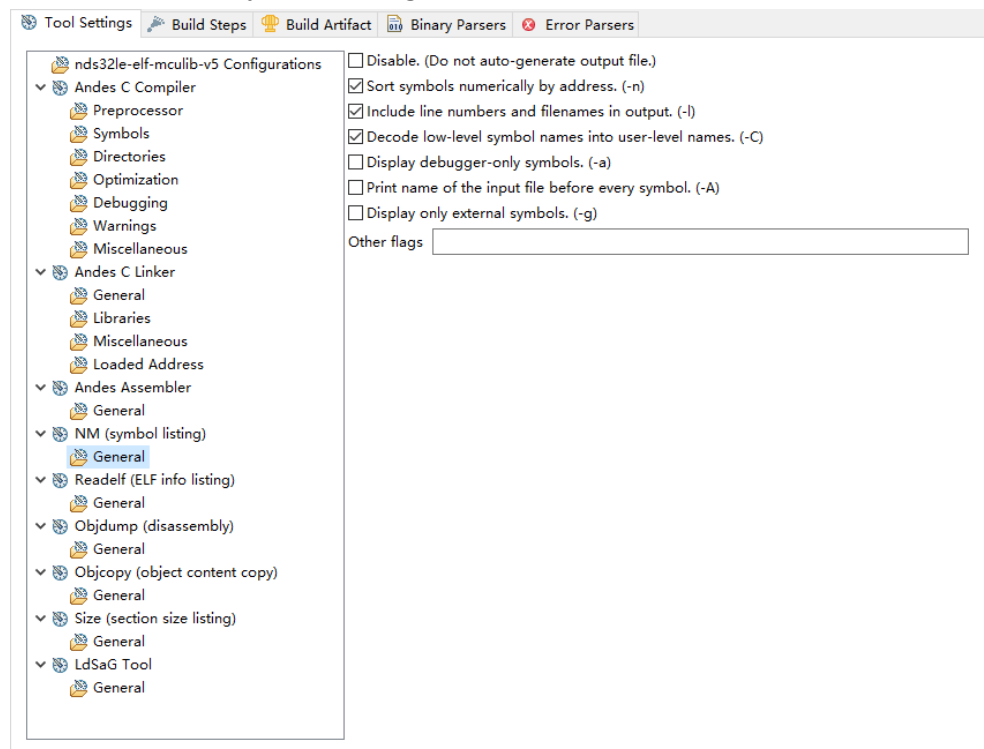 Tool Settings Build Steps Build Artifact Binary Parsers Error Parsers
nds32le-elf-mculib-v5 Configurations
Andes C Compiler
Preprocessor
Symbols
Directories
Optimization
Debugging
Warnings
Miscellaneous
Andes C Linker
General
Libraries
Miscellaneous
Loaded Address
Andes Assembler
General
NM (symbol listing)
General
Readelf (ELF info listing)
General
Objdump (disassembly)
General
Objcopy (object content copy)
General
Size (section size listing)
General
LdSaG Tool
General
Disable. (Do not auto-generate output file.)
Sort symbols numerically by address. (-n)
Include line numbers and filenames in output. (-l)
Decode low-level symbol names into user-level names. (-C)
Display debugger-only symbols. (-a)
Print name of the input file before every symbol. (-A)
Display only external symbols. (-g)
Other flags